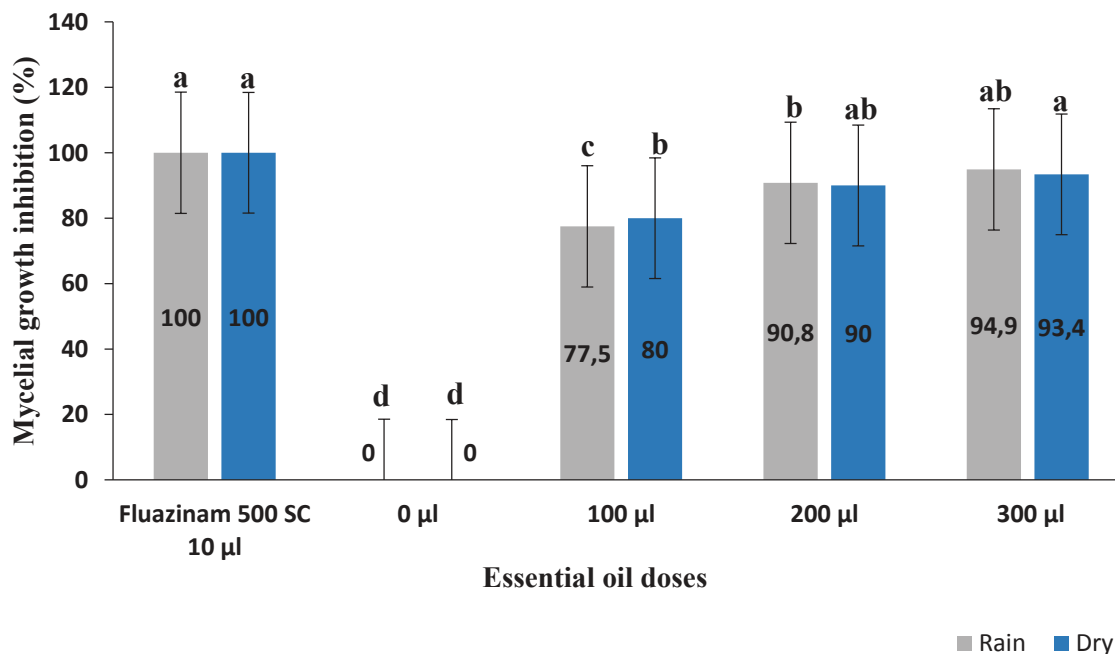 Mycelial growth inhibition (%)
140
120
100
80
60
40
20
0
a a d d c b b ab ab a
100 100 0 0 77,5 80 90,8 90 94,9 93,4
Fluazinam 500 SC 0 µl 100 µl 200 µl 300 µl
10 µl
Essential oil doses
Rain Dry